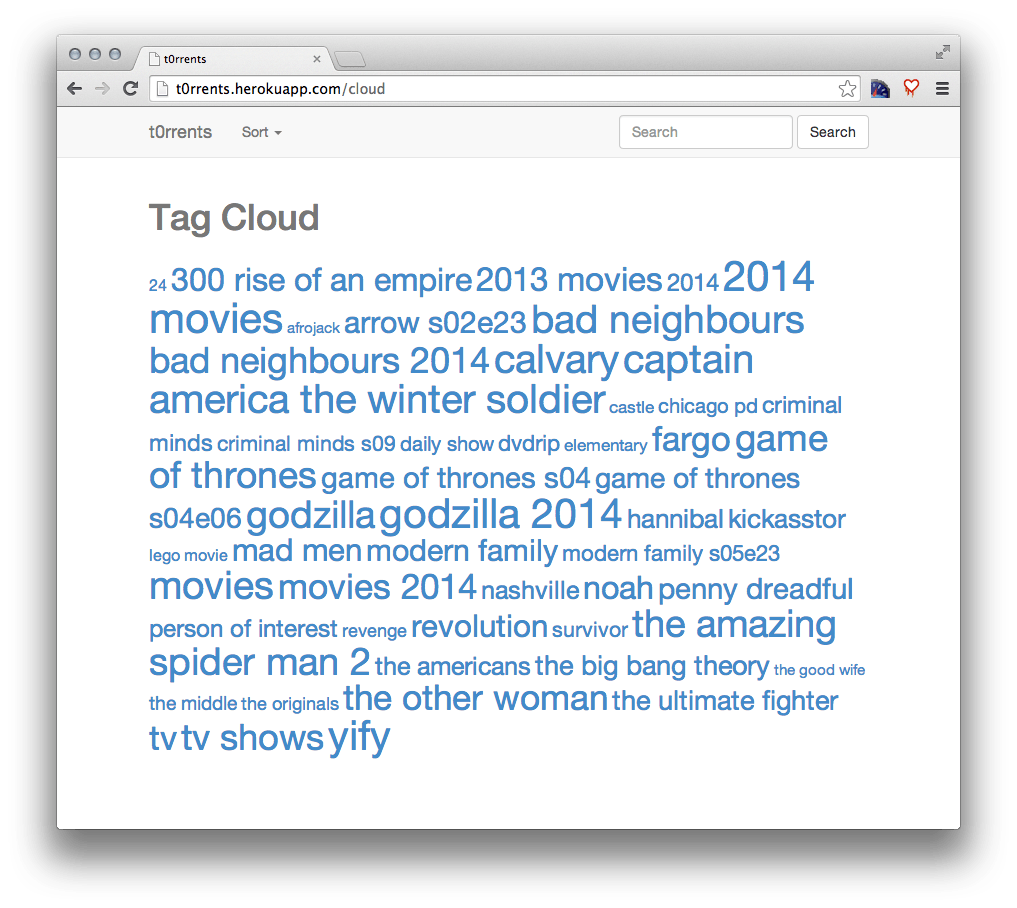 t0rrents
t0rrents.herokuapp.com/cloud
t0rrents Sort Search Search
Tag Cloud
24 300 rise of an empire 2013 movies 2014 2014
movies afrojack arrow s02e23 bad neighbours
bad neighbours 2014 calvary captain
america the winter soldier castle chicago pd criminal
minds criminal minds s09 daily show dvdrip elementary fargo game
of thrones game of thrones s04 game of thrones
s04e06 godzilla godzilla 2014 hannibal kickasstor
lego movie mad men modern family modern family s05e23
movies movies 2014 nashville noah penny dreadful
person of interest revenge revolution survivor the amazing
spider man 2 the americans the big bang theory the good wife
the middle the originals the other woman the ultimate fighter
tv tv shows yify